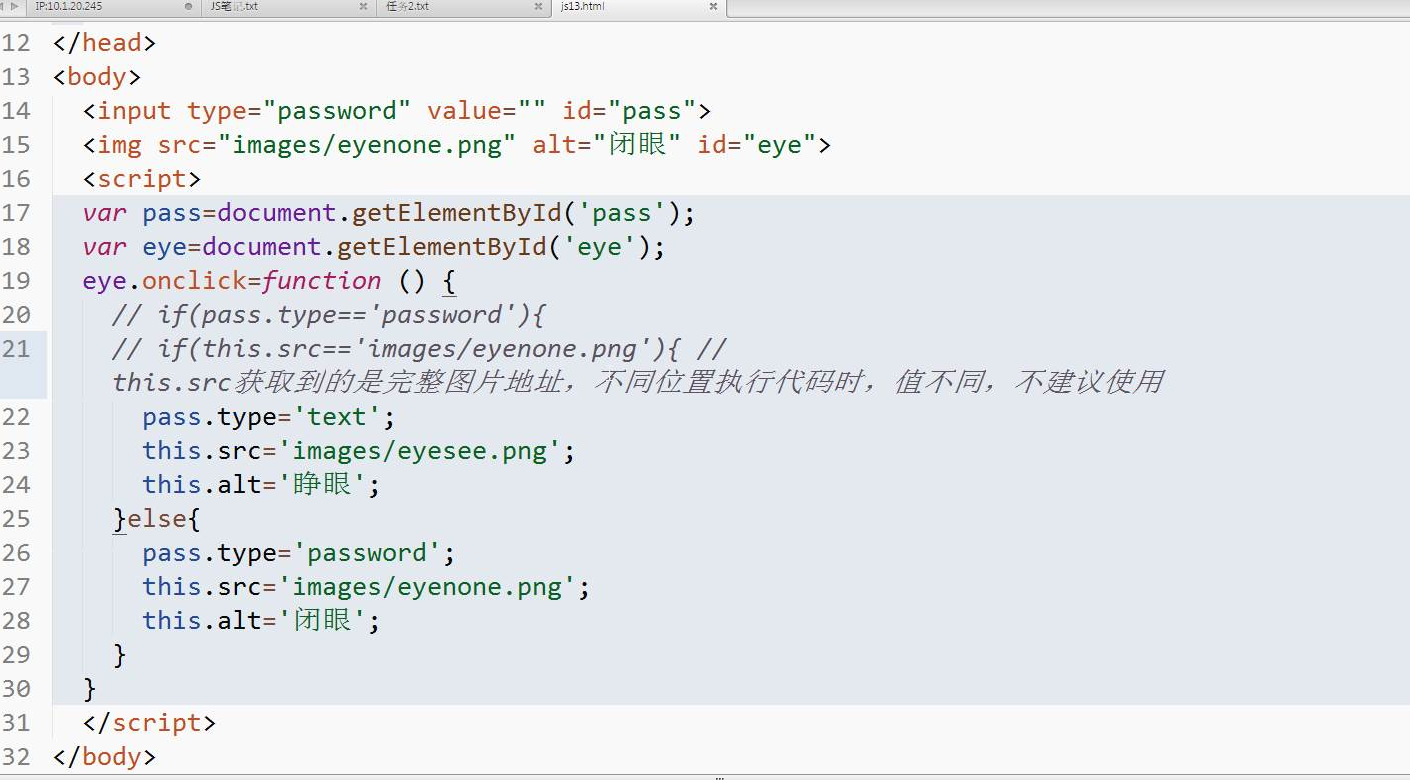 IP:10.1.20.245
JS笔记.txt
任务2.txt
js13.html
12 </head>
13 <body>
14 <input type="password" value="" id="pass">
15 <img src="images/eyenone.png" alt="闭眼" id="eye">
16 <script>
17 var pass=document.getElementById('pass');
18 var eye=document.getElementById('eye');
19 eye.onclick=function () {
20 // if(pass.type=='password'){
21 // if(this.src=='images/eyenone.png'){ //
this.src获取到的是完整图片地址，不同位置执行代码时，值不同，不建议使用
22 pass.type='text';
23 this.src='images/eyesee.png';
24 this.alt='睁眼';
25 }else{
26 pass.type='password';
27 this.src='images/eyenone.png';
28 this.alt='闭眼';
29 }
30 }
31 </script>
32 </body>